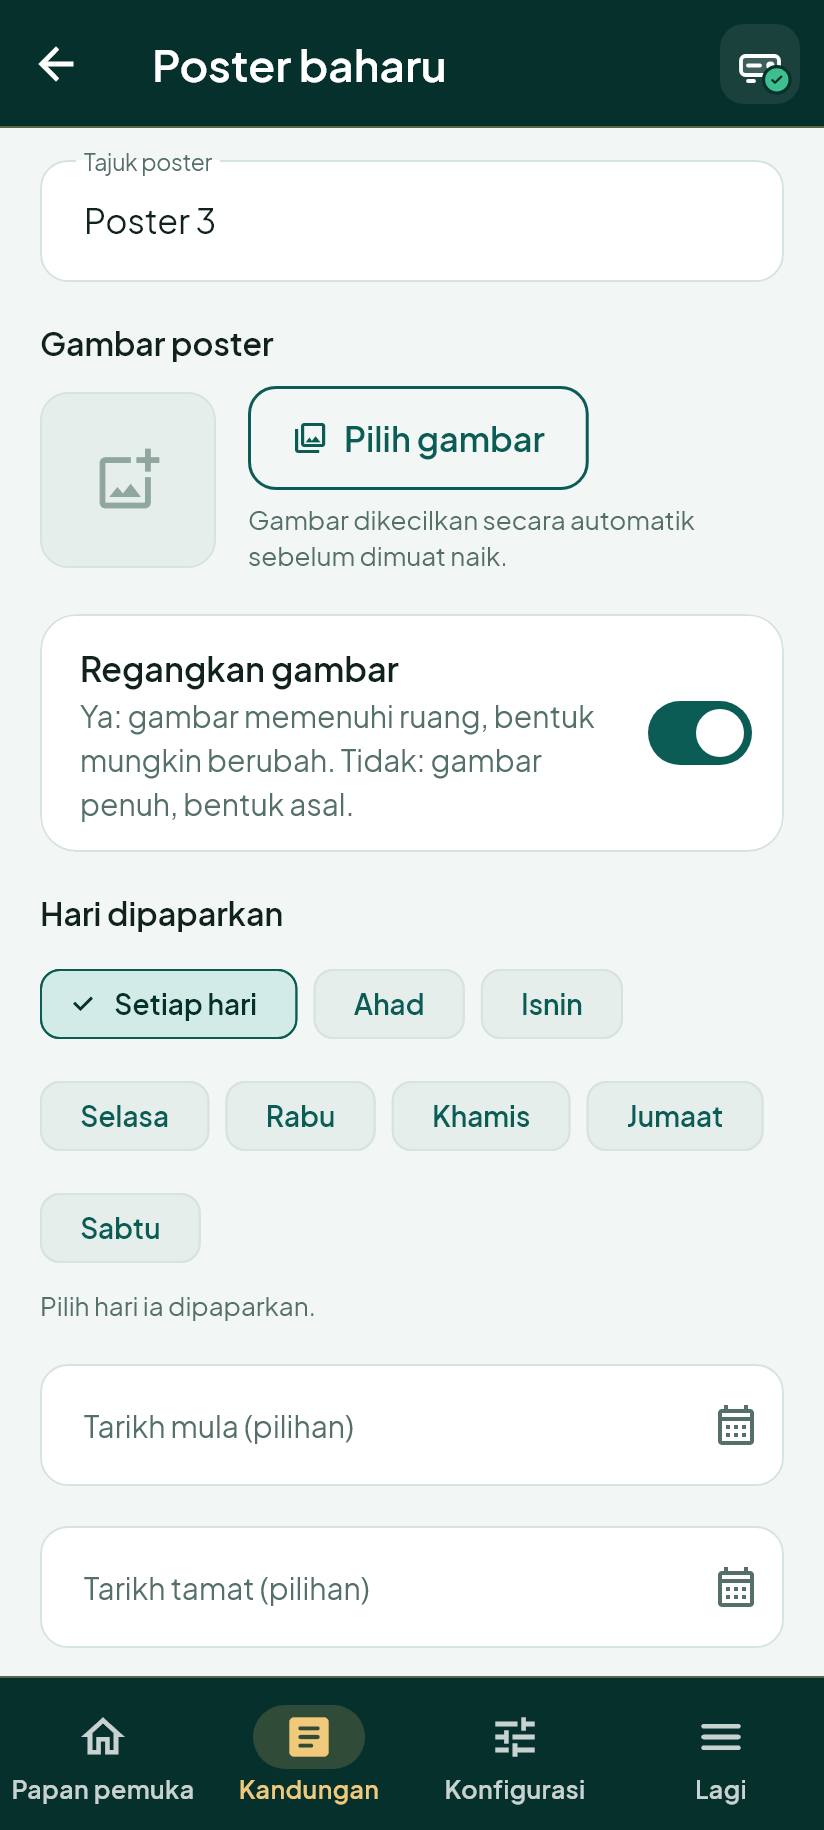 Poster baharu
Tajuk poster
Poster 3
Gambar poster
Pilih gambar
Gambar dikecilkan secara automatik
sebelum dimuat naik.
Regangkan gambar
Ya: gambar memenuhi ruang, bentuk
mungkin berubah. Tidak: gambar
penuh, bentuk asal.
Hari dipaparkan
Setiap hari Ahad Isnin
Selasa Rabu Khamis Jumaat
Sabtu
Pilih hari ia dipaparkan.
Tarikh mula (pilihan)
Tarikh tamat (pilihan)
Papan pemuka Kandungan Konfigurasi Lagi